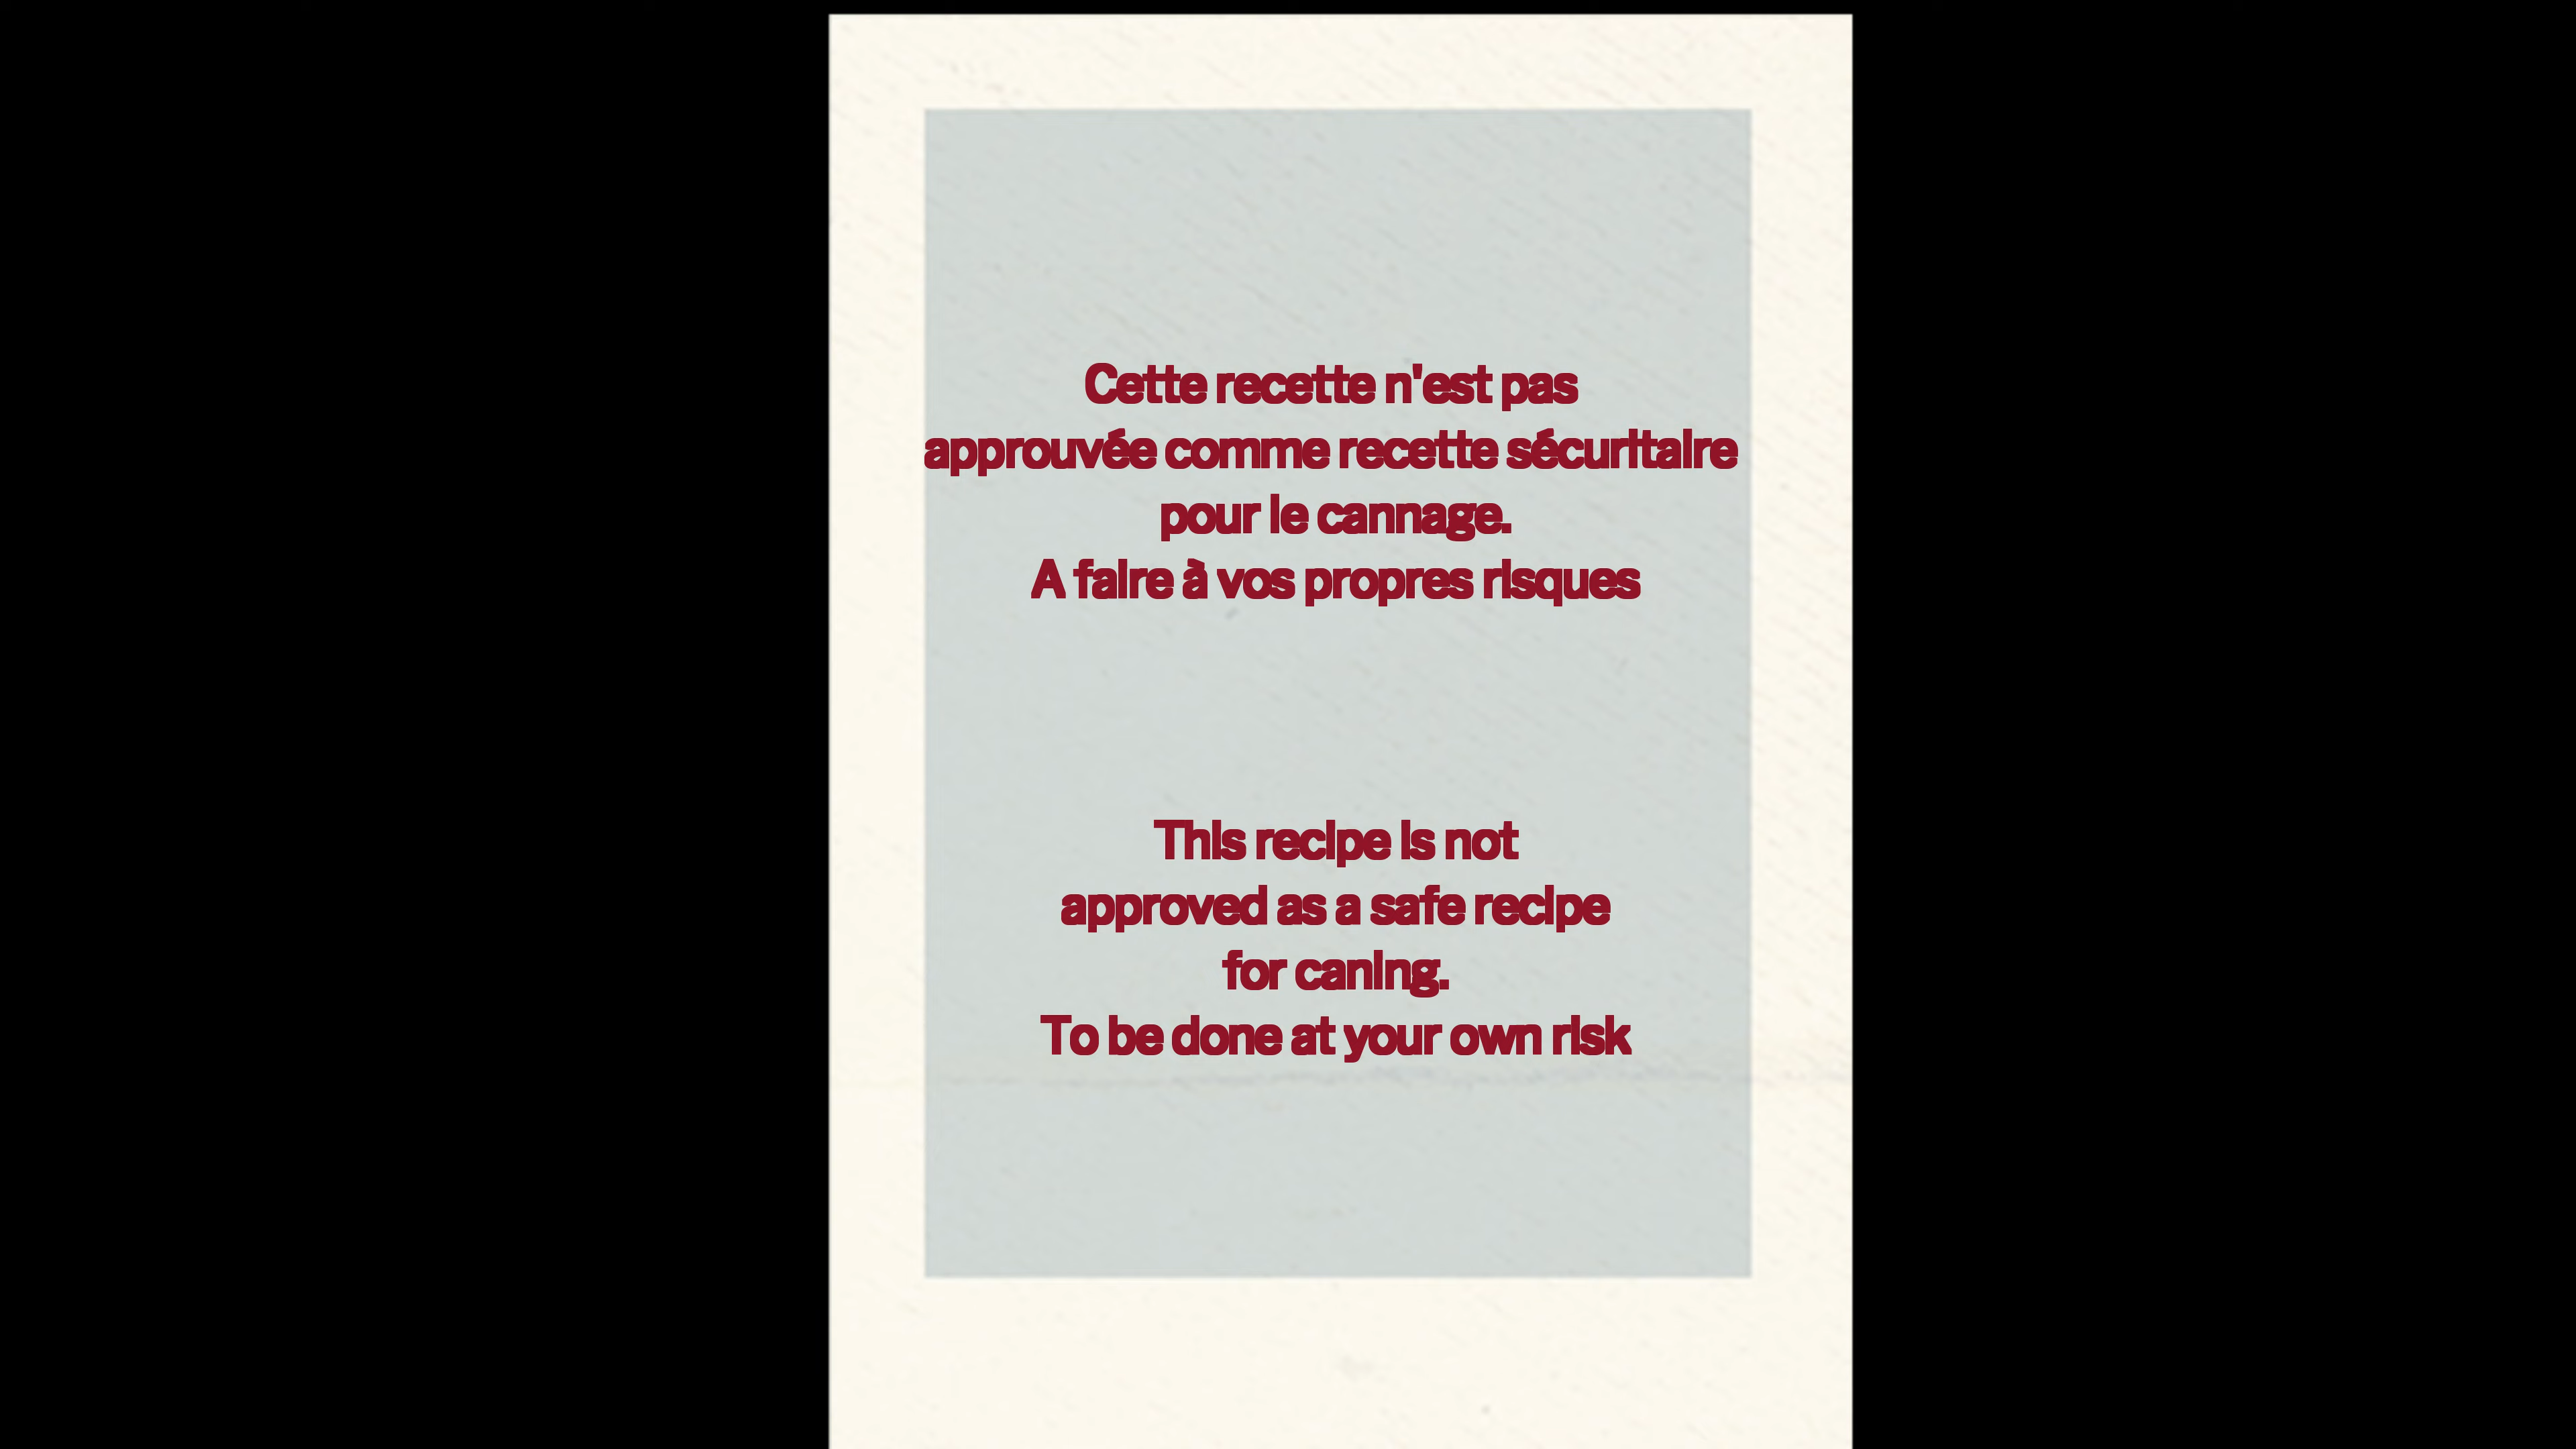 Cette recette n'est pas
approuvée comme recette sécuritaire
pour le cannage.
A faire à vos propres risques
This recipe is not
approved as a safe recipe
for caning.
To be done at your own risk